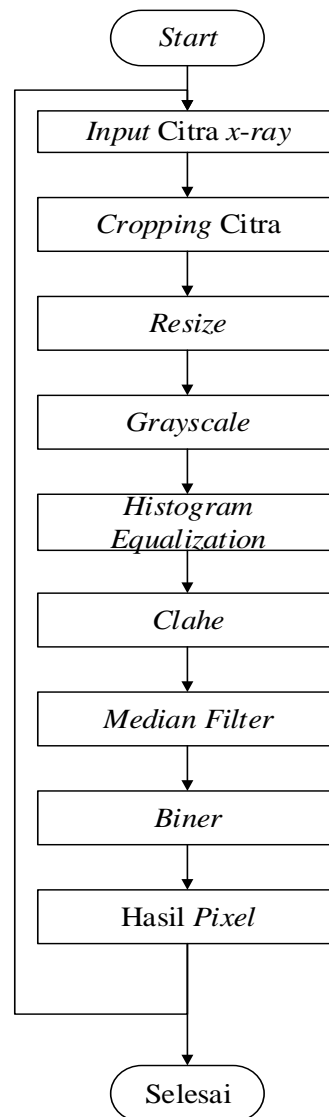 Start
Input Citra x-ray
Cropping Citra
Resize
Grayscale
Histogram
Equalization
Clahe
Median Filter
Biner
Hasil Pixel
Selesai